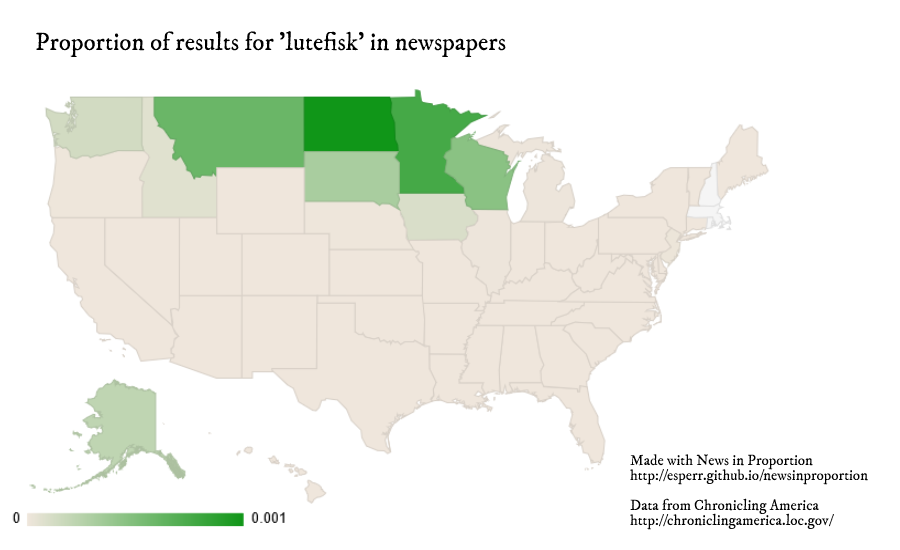 Proportion of results for 'lutefisk' in newspapers
Made with News in Proportion
http://esperr.github.io/newsinproportion
Data from Chronicling America
http://chroniclingamerica.loc.gov/
0 0.001